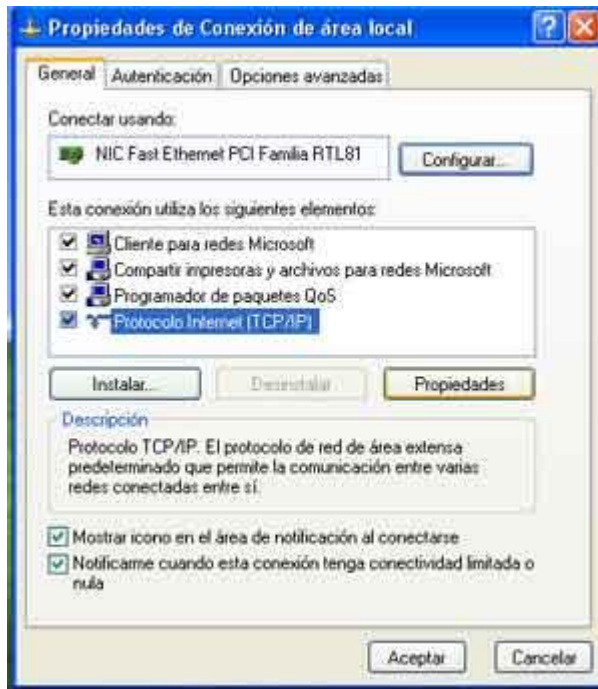 Propiedades de Conexión de área local
General Autenticación Opciones avanzadas
Conectar usando:
NIC Fast Ethernet PCI Familia RTL81
Configurar...
Esta conexión utiliza los siguientes elementos:
Cliente para redes Microsoft
Compartir impresoras y archivos para redes Microsoft
Programador de paquetes QoS
Protocolo Internet (TCP/IP)
Instalar... Desinstalar Propiedades
Descripción
Protocolo TCP/IP. El protocolo de red de área extensa
predeterminado que permite la comunicación entre varias
redes conectadas entre sí.
Mostrar icono en el área de notificación al conectarse
Notificarme cuando esta conexión tenga conectividad limitada o
nula
Aceptar Cancelar